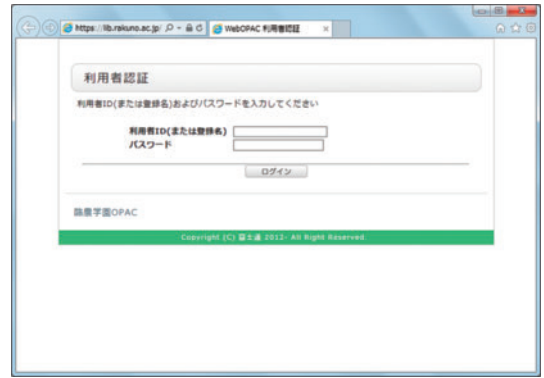 https://lib.rakuno.ac.jp/
WebOPAC 利用者認証
利用者認証
利用者ID(または登録名)およびパスワードを入力してください
利用者ID(または登録名)
パスワード
ログイン
酪農学園OPAC
Copyright (C) 富士通 2012- All Right Reserved.